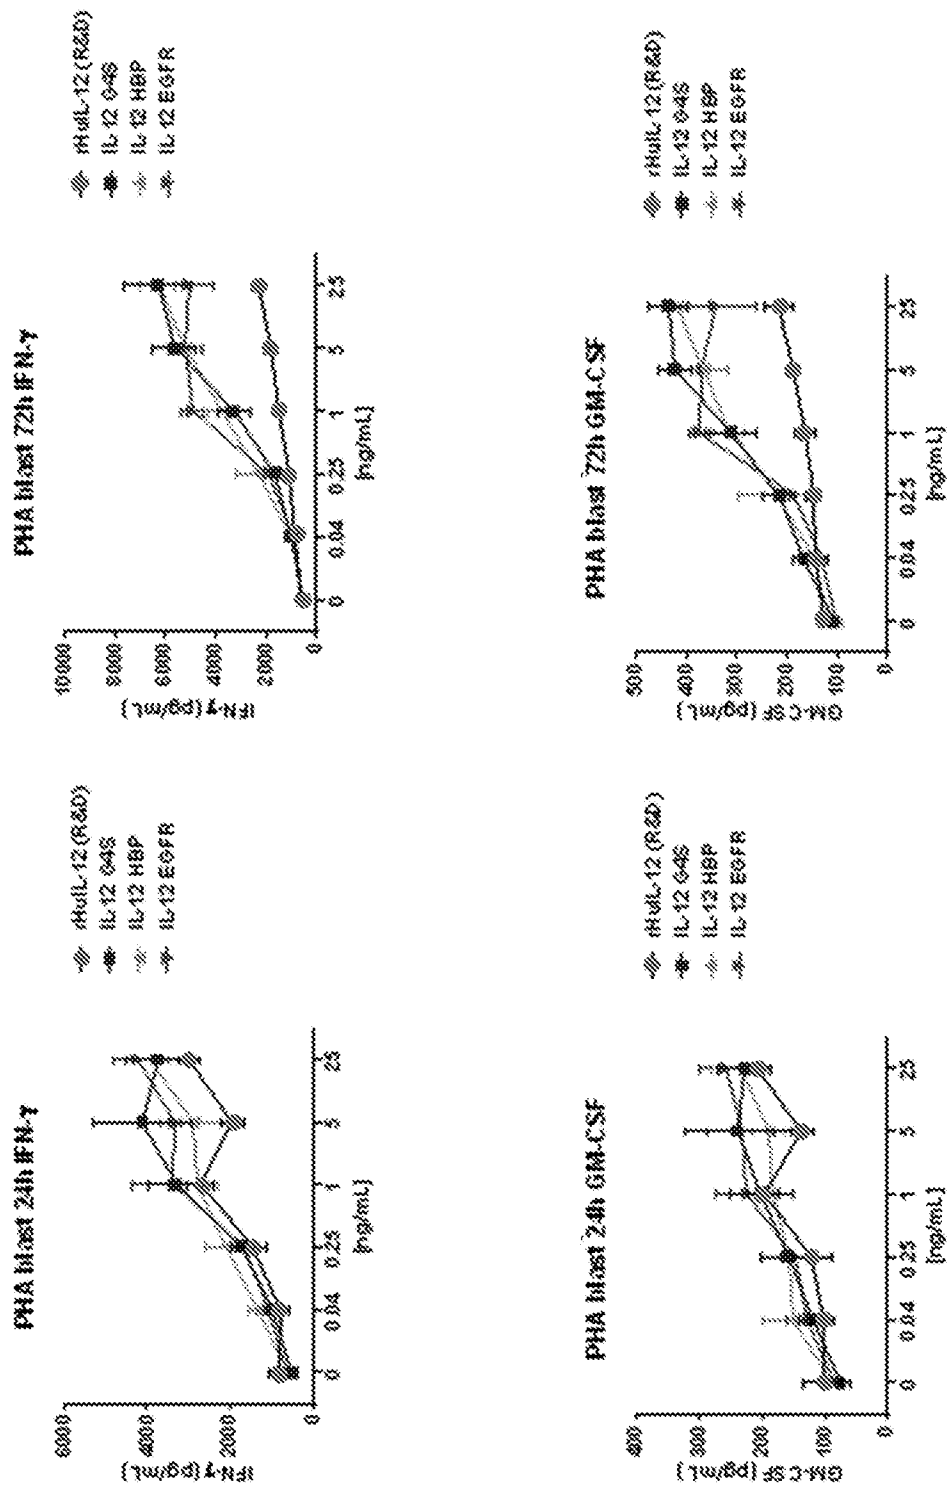 PHA blast 24h IFN-γ
IFN-γ (pg/mL)
6000
4000
2000
0
0
0.04
0.25
1
5
25
[ng/mL]
rHuIL-12 (R&D)
IL-12 G4S
IL-12 HBP
IL-12 EGFR
PHA blast 72h IFN-γ
IFN-γ (pg/mL)
10000
8000
6000
4000
2000
0
0
0.04
0.25
1
5
25
[ng/mL]
rHuIL-12 (R&D)
IL-12 G4S
IL-12 HBP
IL-12 EGFR
PHA blast 24h GM-CSF
GM-CSF (pg/mL)
400
300
200
100
0
0
0.04
0.25
1
5
25
[ng/mL]
rHuIL-12 (R&D)
IL-12 G4S
IL-12 HBP
IL-12 EGFR
PHA blast 72h GM-CSF
GM-CSF (pg/mL)
500
400
300
200
100
0
0
0.04
0.25
1
5
25
[ng/mL]
rHuIL-12 (R&D)
IL-12 G4S
IL-12 HBP
IL-12 EGFR